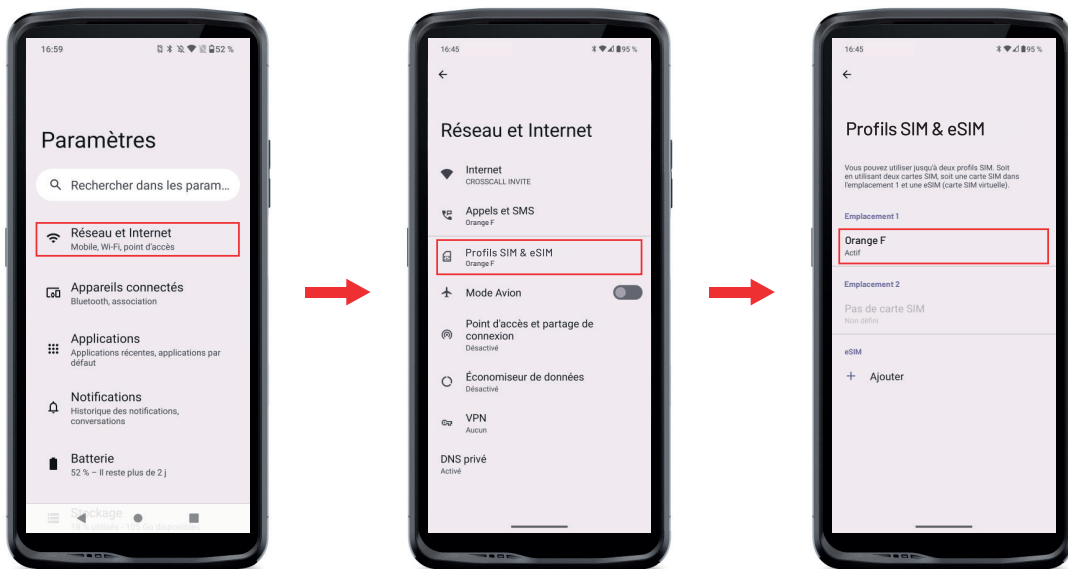 16:59
52 %
Paramètres
Rechercher dans les param...
Réseau et Internet
Mobile, Wi-Fi, point d'accès
Appareils connectés
Bluetooth, association
Applications
Applications récentes, applications par
défaut
Notifications
Historique des notifications,
conversations
Batterie
52 % – Il reste plus de 2 j
Stockage
18 % utilisés - 105 Go disponibles
16:45
95 %
Réseau et Internet
Internet
CROSSCALL INVITE
Appels et SMS
Orange F
Profils SIM & eSIM
Orange F
Mode Avion
Point d'accès et partage de
connexion
Désactivé
Économiseur de données
Désactivé
VPN
Aucun
DNS privé
Activé
16:45
95 %
Profils SIM & eSIM
Vous pouvez utiliser jusqu'à deux profils SIM. Soit
en utilisant deux cartes SIM, soit une carte SIM dans
l'emplacement 1 et une eSIM (carte SIM virtuelle).
Emplacement 1
Orange F
Actif
Emplacement 2
Pas de carte SIM
Non défini
eSIM
Ajouter